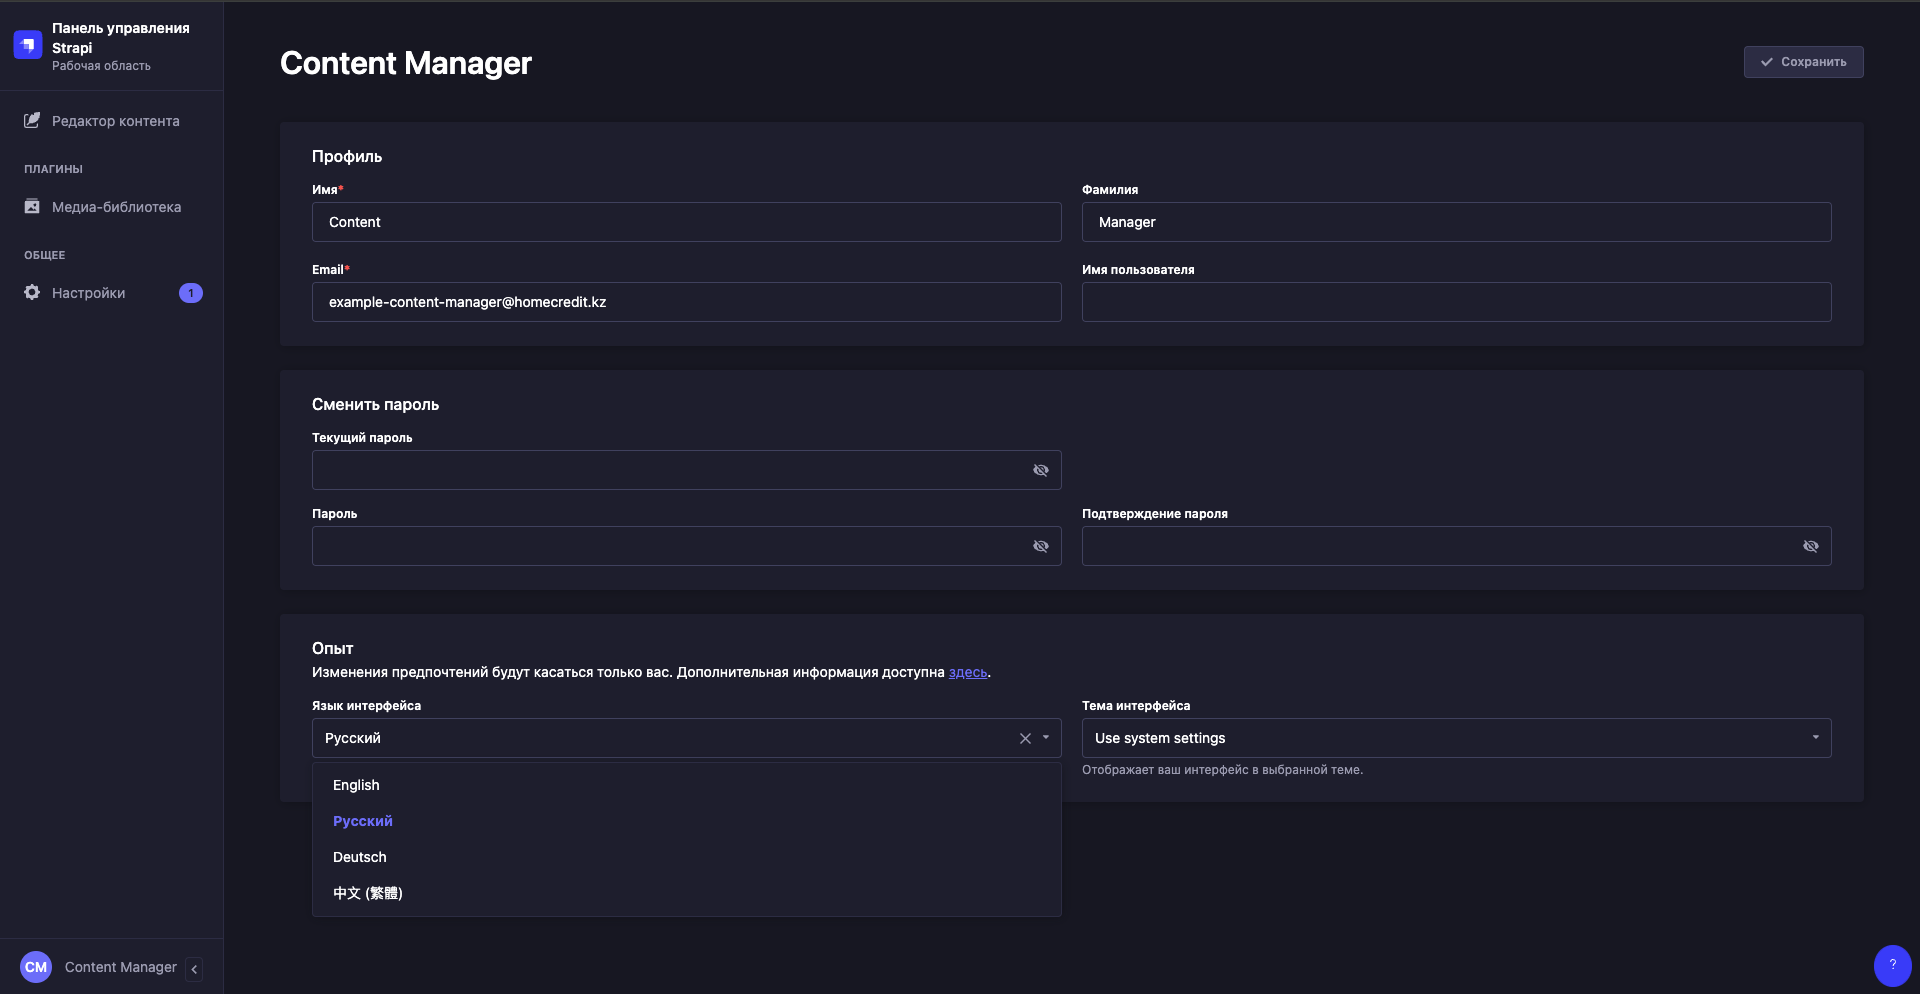 Панель управления
Strapi
Рабочая область
Редактор контента
ПЛАГИНЫ
Медиа-библиотека
ОБЩЕЕ
Настройки 1
Content Manager
Сохранить
Профиль
Имя* Фамилия
Content Manager
Email* Имя пользователя
example-content-manager@homecredit.kz
Сменить пароль
Текущий пароль
Пароль Подтверждение пароля
Опыт
Изменения предпочтений будут касаться только вас. Дополнительная информация доступна здесь.
Язык интерфейса Тема интерфейса
Русский Use system settings
Отображает ваш интерфейс в выбранной теме.
English
Русский
Deutsch
中文 (繁體)
CM Content Manager
?